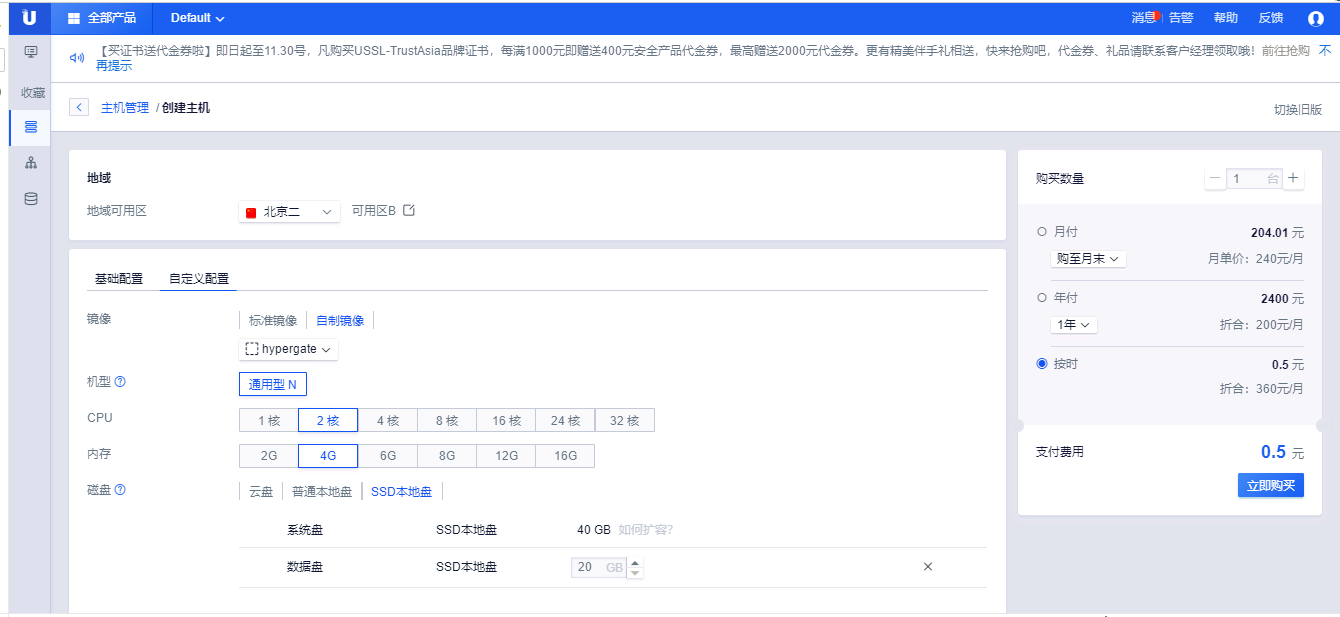 全部产品 Default 消息 告警 帮助 反馈
【买证书送代金券啦】即日起至11.30号，凡购买USSL-TrustAsia品牌证书，每满1000元即赠送400元安全产品代金券，最高赠送2000元代金券。更有精美伴手礼相送，快来抢购吧，代金券、礼品请联系客户经理领取哦！前往抢购 不
再提示
收藏
主机管理 / 创建主机
切换旧版
地域
地域可用区 北京二 可用区B
基础配置 自定义配置
镜像 标准镜像 自制镜像
hypergate
机型 通用型 N
CPU 1 核 2 核 4 核 8 核 16 核 24 核 32 核
内存 2G 4G 6G 8G 12G 16G
磁盘 云盘 普通本地盘 SSD本地盘
系统盘 SSD本地盘 40 GB 如何扩容?
数据盘 SSD本地盘 20 GB
购买数量 1 台
月付 204.01 元
购至月末 月单价：240元/月
年付 2400 元
1年 折合：200元/月
按时 0.5 元
折合：360元/月
支付费用 0.5 元
立即购买